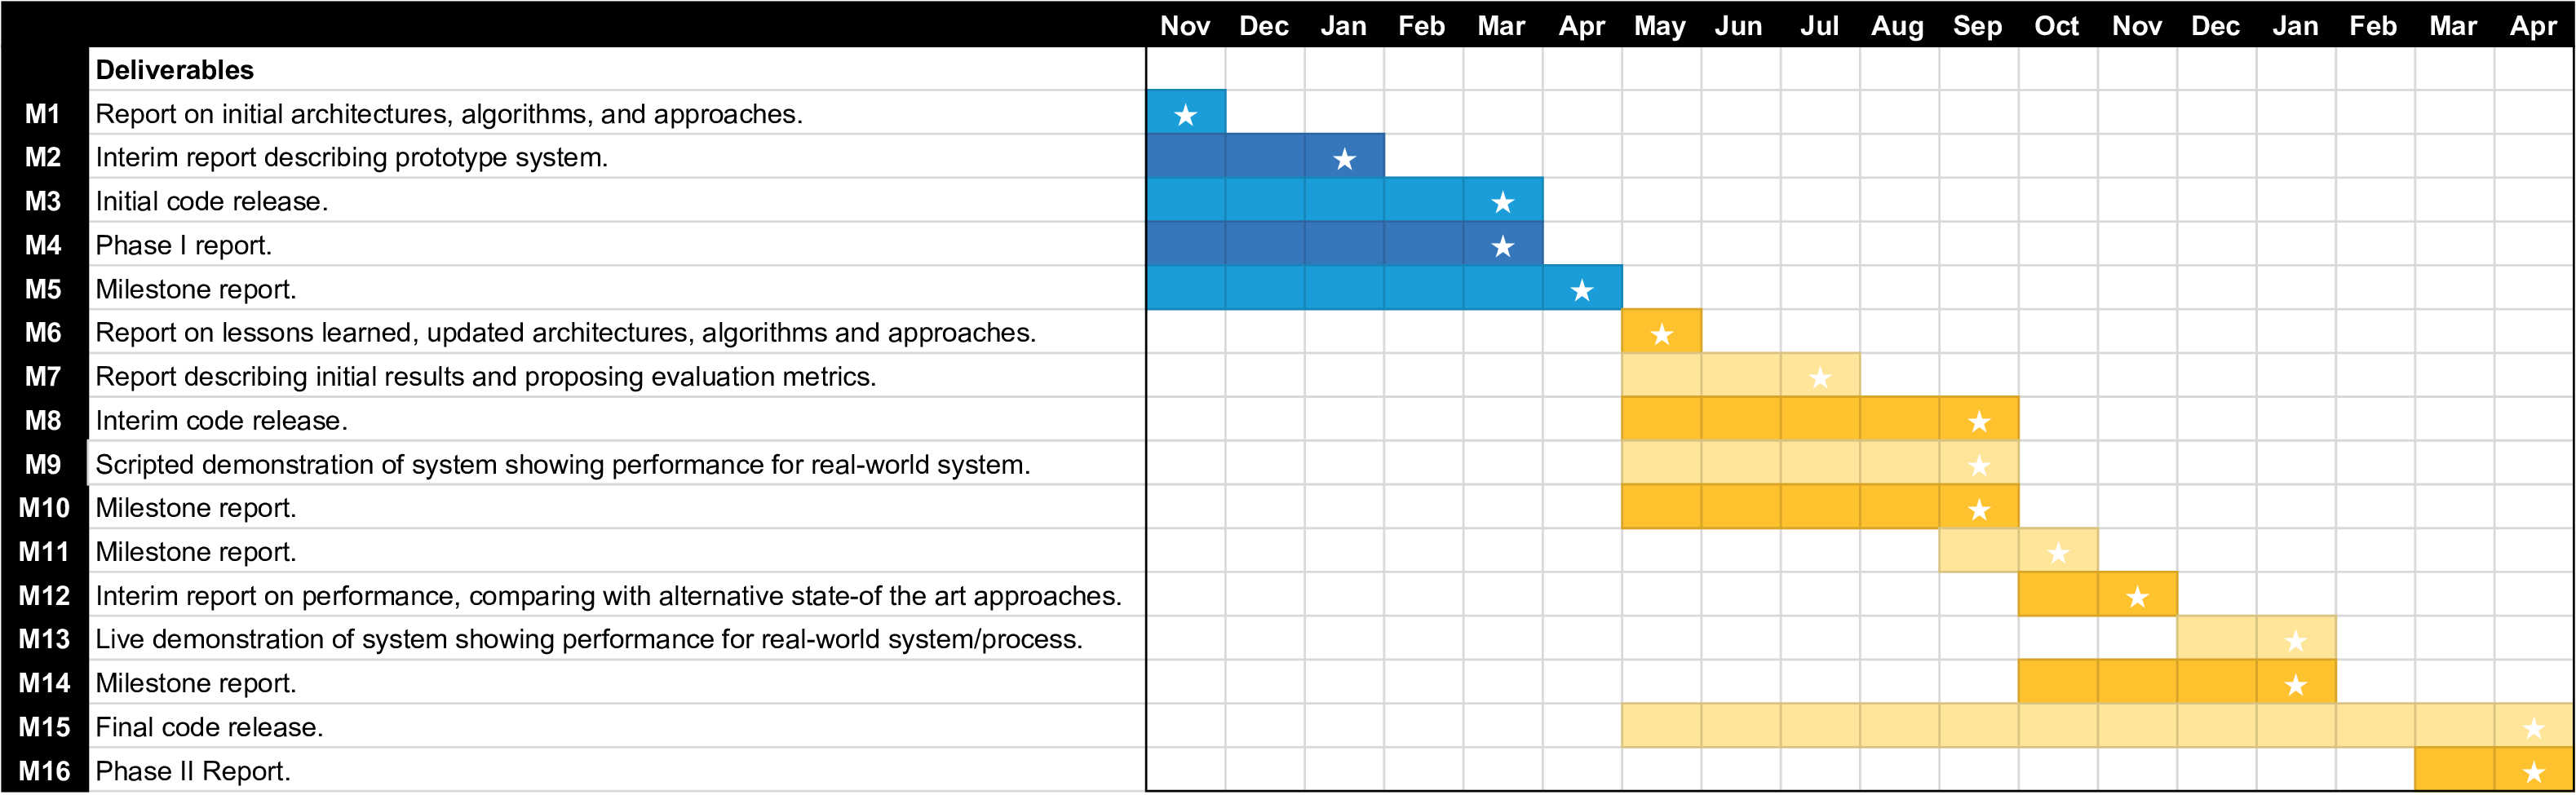 Nov Dec Jan Feb Mar Apr May Jun Jul Aug Sep Oct Nov Dec Jan Feb Mar Apr
Deliverables
M1 Report on initial architectures, algorithms, and approaches.
M2 Interim report describing prototype system.
M3 Initial code release.
M4 Phase I report.
M5 Milestone report.
M6 Report on lessons learned, updated architectures, algorithms and approaches.
M7 Report describing initial results and proposing evaluation metrics.
M8 Interim code release.
M9 Scripted demonstration of system showing performance for real-world system.
M10 Milestone report.
M11 Milestone report.
M12 Interim report on performance, comparing with alternative state-of the art approaches.
M13 Live demonstration of system showing performance for real-world system/process.
M14 Milestone report.
M15 Final code release.
M16 Phase II Report.